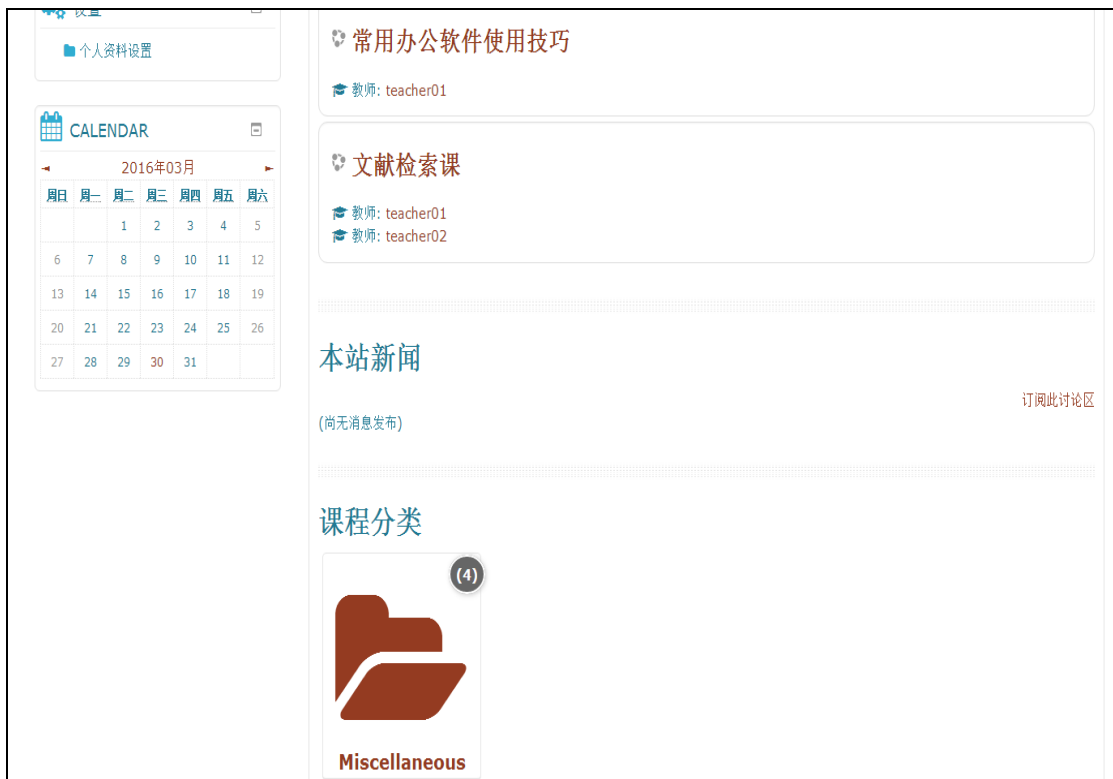 设置
个人资料设置
CALENDAR
2016年03月
周日 周一 周二 周三 周四 周五 周六
1 2 3 4 5
6 7 8 9 10 11 12
13 14 15 16 17 18 19
20 21 22 23 24 25 26
27 28 29 30 31
常用办公软件使用技巧
教师: teacher01
文献检索课
教师: teacher01
教师: teacher02
本站新闻
订阅此讨论区
(尚无消息发布)
课程分类
(4)
Miscellaneous